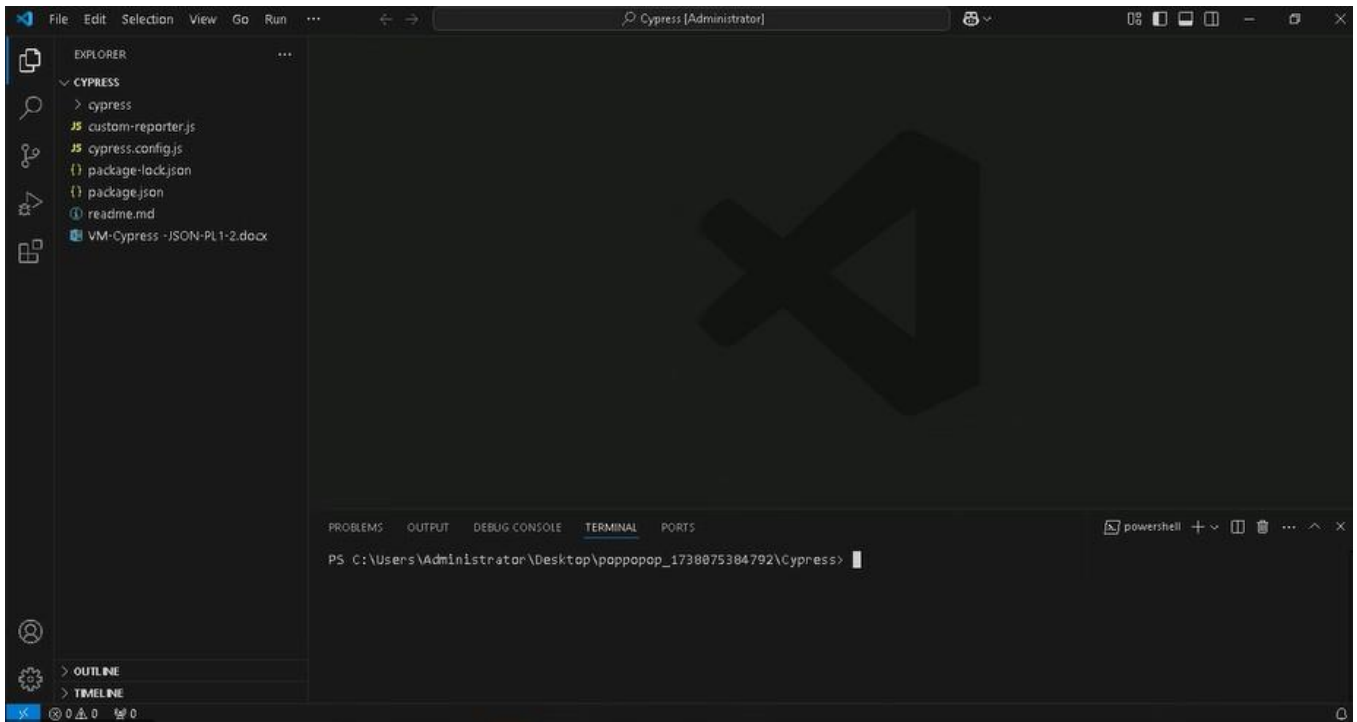 File Edit Selection View Go Run ··· Cypress [Administrator]
EXPLORER ···
CYPRESS
cypress
JS custom-reporter.js
JS cypress.config.js
{} package-lock.json
{} package.json
readme.md
VM-Cypress -JSON-PL1-2.docx
PROBLEMS OUTPUT DEBUG CONSOLE TERMINAL PORTS powershell
PS C:\Users\Administrator\Desktop\poppopop_1738075384792\Cypress>
OUTLINE
TIMELINE
0 0 0